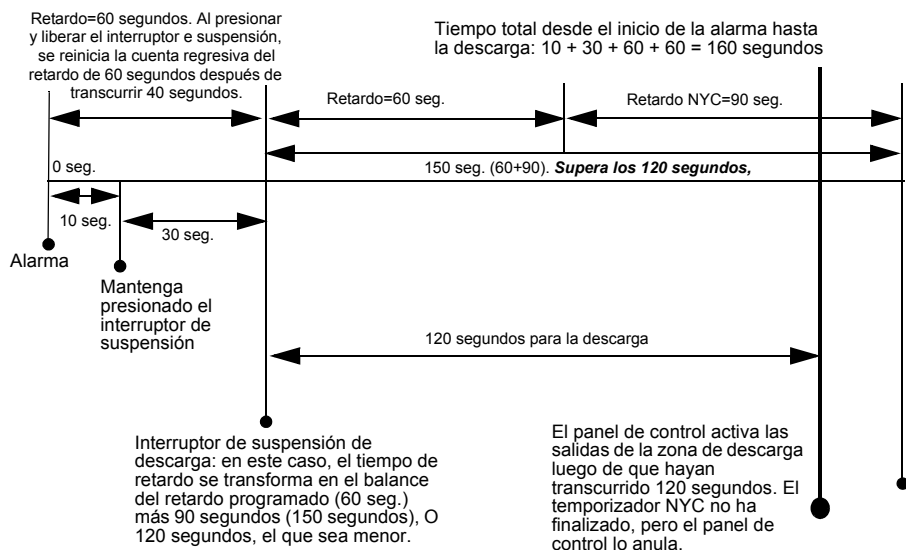 Retardo=60 segundos. Al presionar
y liberar el interruptor e suspensión,
se reinicia la cuenta regresiva del
retardo de 60 segundos después de
transcurrir 40 segundos.
Tiempo total desde el inicio de la alarma hasta
la descarga: 10 + 30 + 60 + 60 = 160 segundos
Retardo=60 seg.
Retardo NYC=90 seg.
0 seg.
150 seg. (60+90). Supera los 120 segundos,
10 seg.
30 seg.
Alarma
Mantenga
presionado el
interruptor de
suspensión
120 segundos para la descarga
Interruptor de suspensión de
descarga: en este caso, el tiempo de
retardo se transforma en el balance
del retardo programado (60 seg.)
más 90 segundos (150 segundos), O
120 segundos, el que sea menor.
El panel de control activa las
salidas de la zona de descarga
luego de que hayan
transcurrido 120 segundos. El
temporizador NYC no ha
finalizado, pero el panel de
control lo anula.